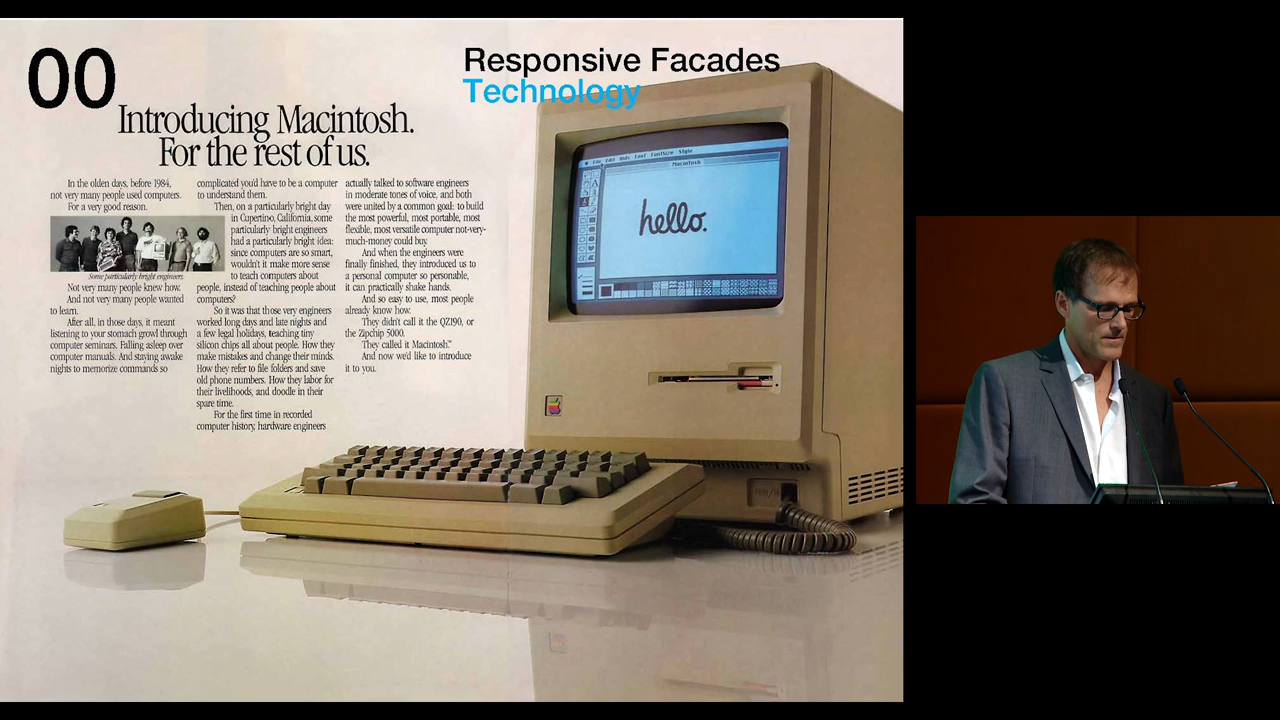 00
Responsive Facades
Technology
Introducing Macintosh.
For the rest of us.
In the olden days, before 1984,
not very many people used computers.
For a very good reason.
Some particularly bright engineers.
Not very many people knew how.
And not very many people wanted
to learn.
After all, in those days, it meant
listening to your stomach growl through
computer seminars. Falling asleep over
computer manuals. And staying awake
nights to memorize commands so
complicated you'd have to be a computer
to understand them.
Then, on a particularly bright day
in Cupertino, California, some
particularly bright engineers
had a particularly bright idea:
since computers are so smart,
wouldn't it make more sense
to teach computers about
people, instead of teaching people about
computers?
So it was that those very engineers
worked long days and late nights and
a few legal holidays, teaching tiny
silicon chips all about people. How they
make mistakes and change their minds.
How they refer to file folders and save
old phone numbers. How they labor for
their livelihoods, and doodle in their
spare time.
For the first time in recorded
computer history, hardware engineers
actually talked to software engineers
in moderate tones of voice, and both
were united by a common goal: to build
the most powerful, most portable, most
flexible, most versatile computer not-very-
much-money could buy.
And when the engineers were
finally finished, they introduced us to
a personal computer so personable,
it can practically shake hands.
And so easy to use, most people
already know how.
They didn't call it the QZ190, or
the Zipchip 5000.
They called it Macintosh.™
And now we'd like to introduce
it to you.
File Edit Aids Font FontSize Style
Macintosh
hello.